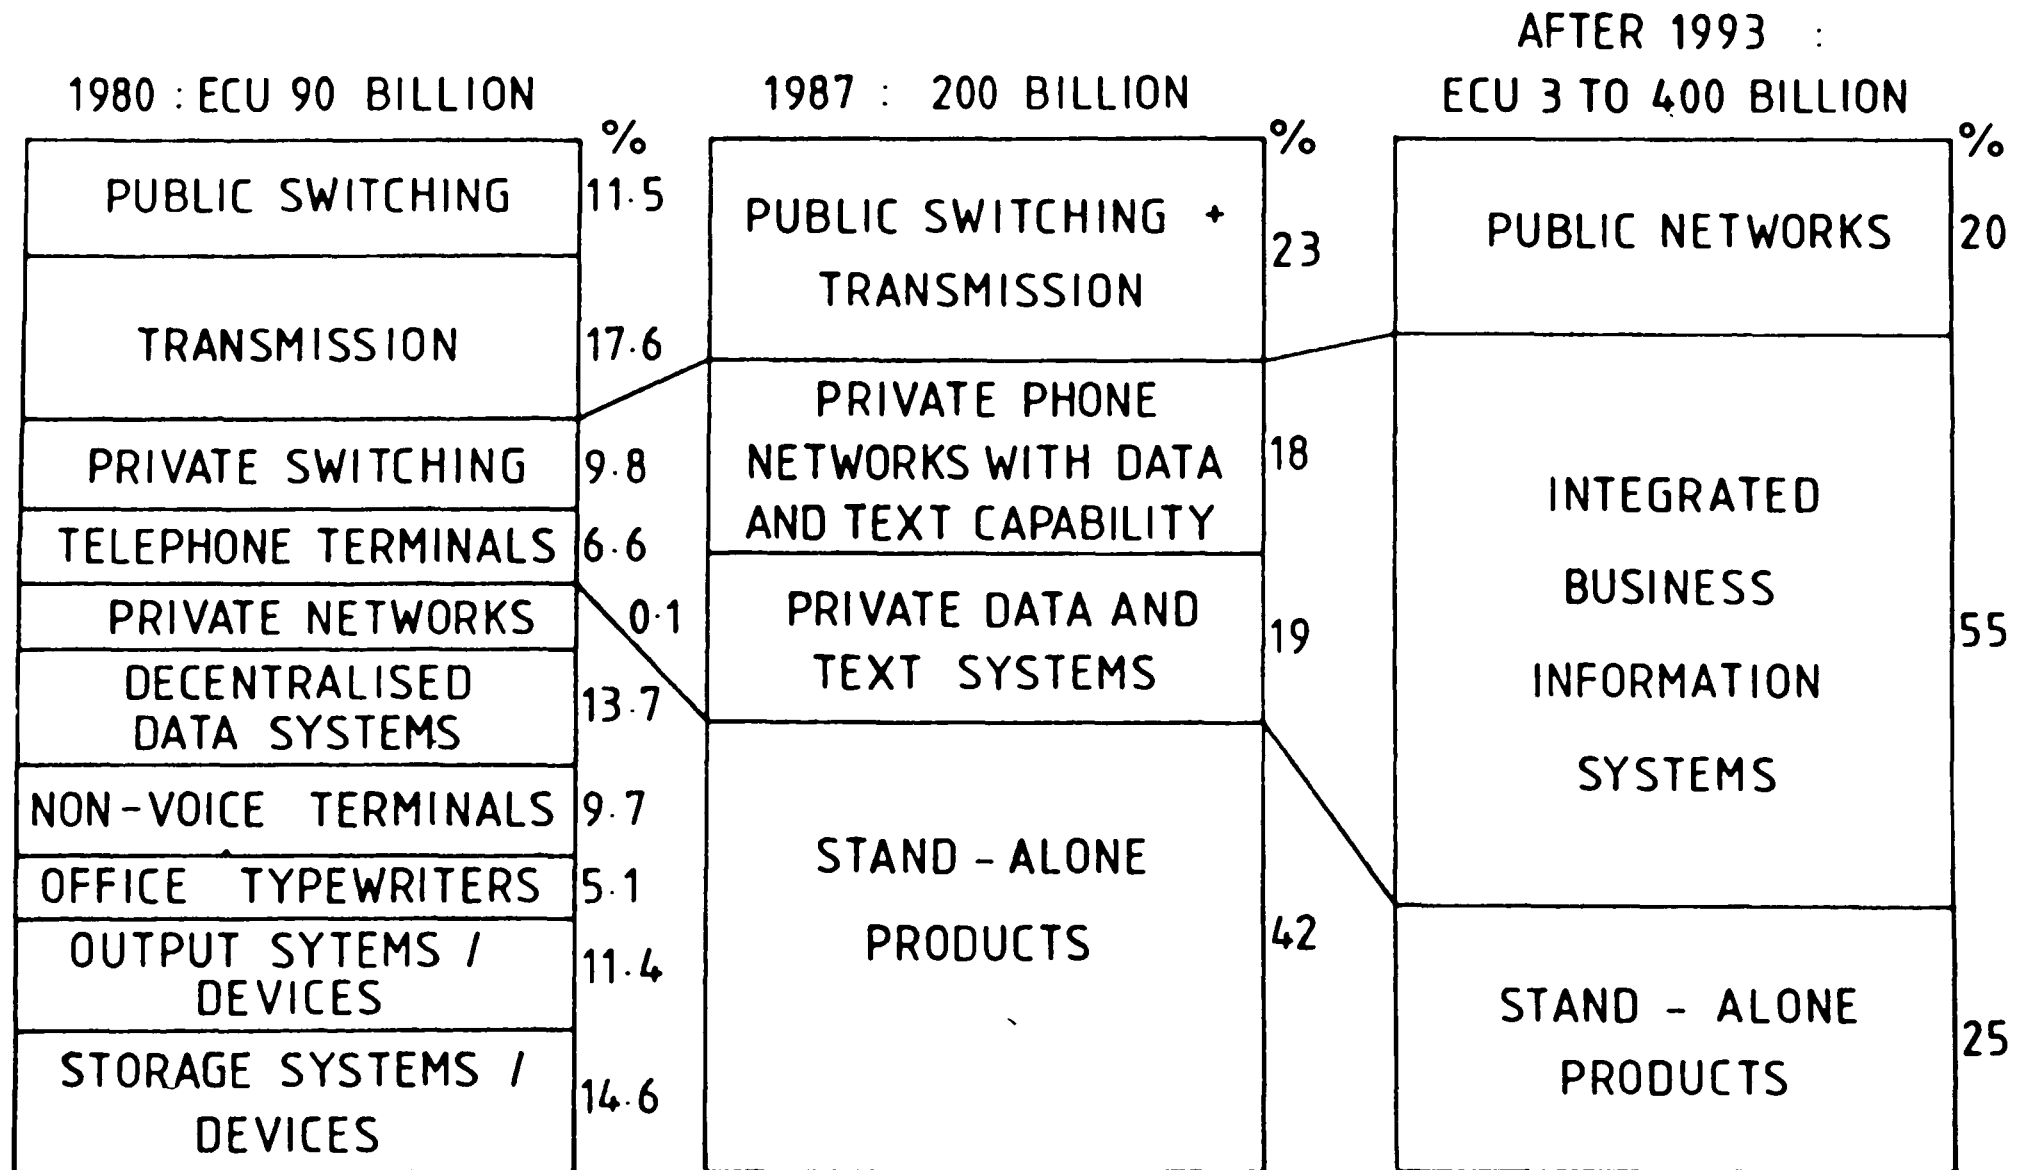 1980 : ECU 90 BILLION
%
PUBLIC SWITCHING 11.5
TRANSMISSION 17.6
PRIVATE SWITCHING 9.8
TELEPHONE TERMINALS 6.6
PRIVATE NETWORKS 0.1
DECENTRALISED
DATA SYSTEMS 13.7
NON-VOICE TERMINALS 9.7
OFFICE TYPEWRITERS 5.1
OUTPUT SYTEMS /
DEVICES 11.4
STORAGE SYSTEMS /
DEVICES 14.6
1987 : 200 BILLION
%
PUBLIC SWITCHING +
TRANSMISSION 23
PRIVATE PHONE
NETWORKS WITH DATA 18
AND TEXT CAPABILITY
PRIVATE DATA AND
TEXT SYSTEMS 19
STAND - ALONE
PRODUCTS 42
AFTER 1993 :
ECU 3 TO 400 BILLION
%
PUBLIC NETWORKS 20
INTEGRATED
BUSINESS
INFORMATION
SYSTEMS 55
STAND - ALONE
PRODUCTS 25